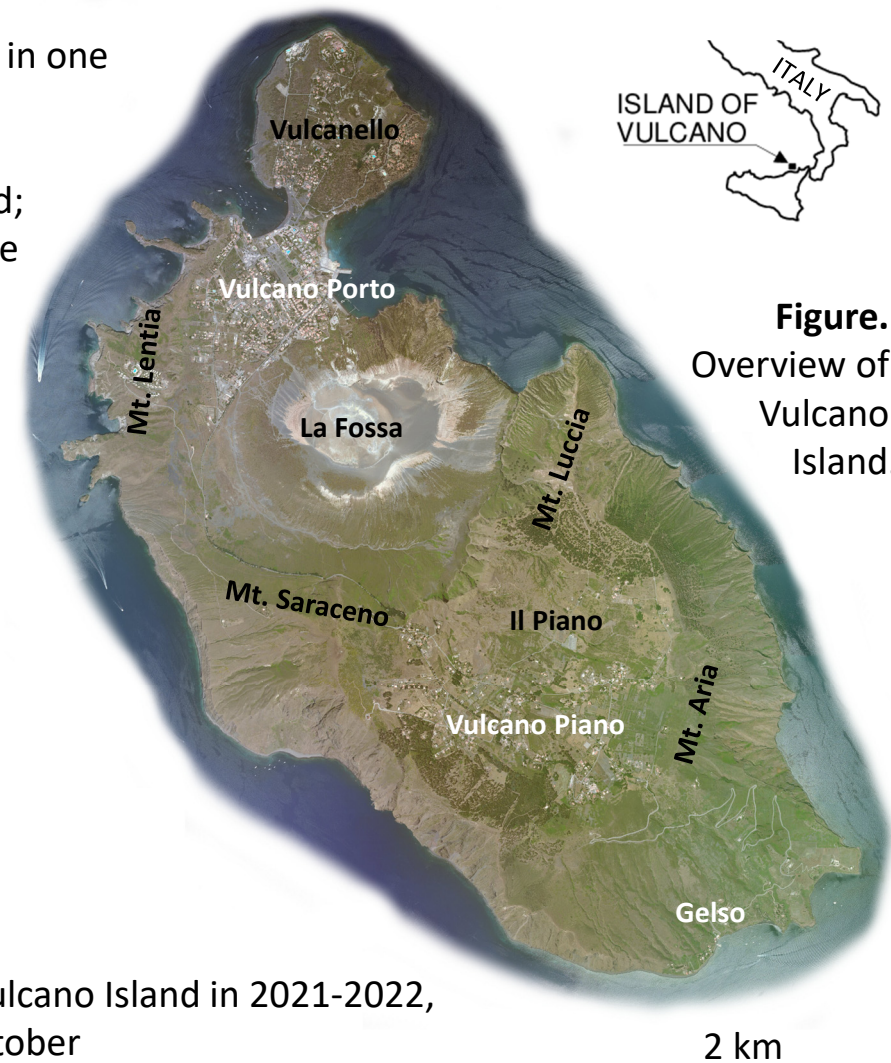 in one
Vulcanello
ITALY
ISLAND OF
VULCANO
d;
e
Vulcano Porto
Figure.
Overview of
Vulcano
Island
Mt. Lentia
La Fossa
Mt. Luccia
Mt. Saraceno
Il Piano
Mt. Aria
Vulcano Piano
Gelso
ulcano Island in 2021-2022,
tober
2 km